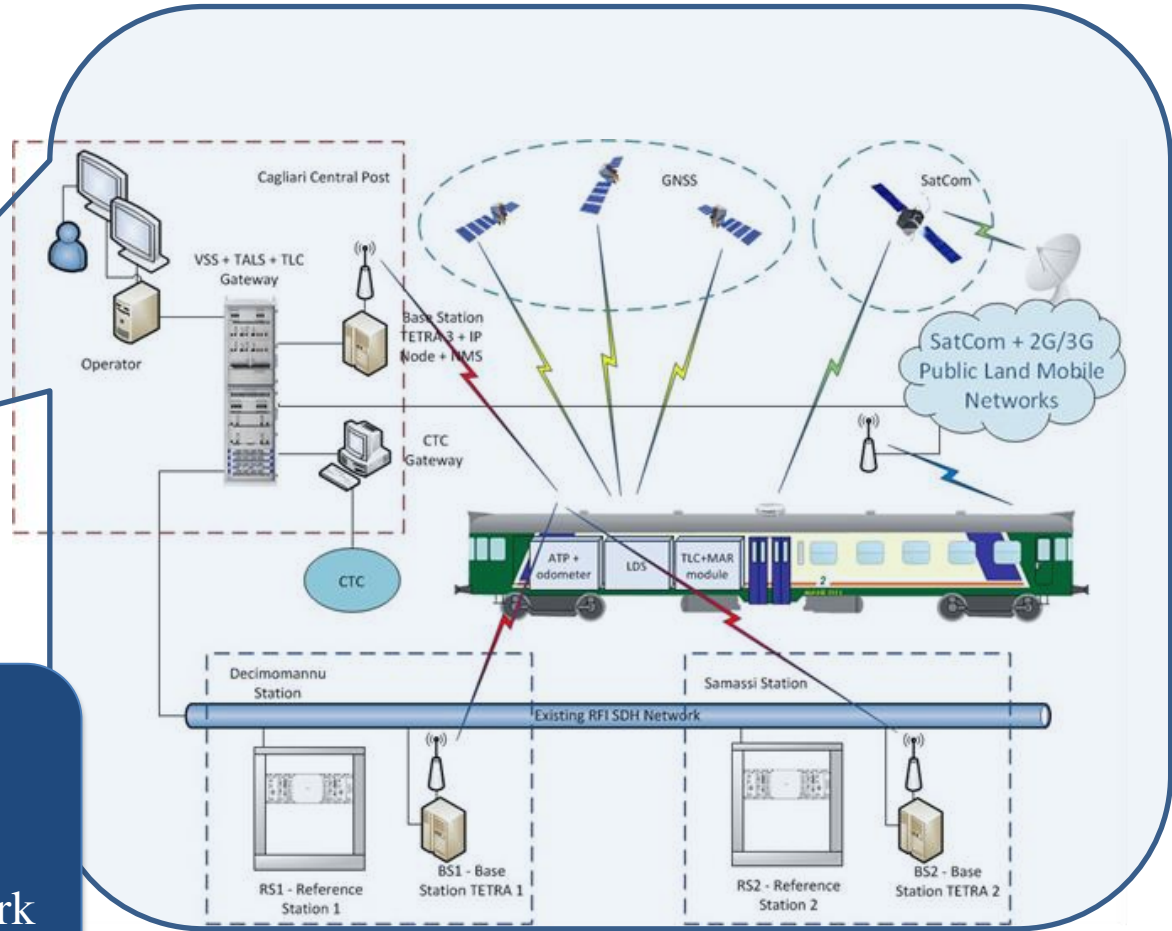 Cagliari Central Post
GNSS
SatCom
VSS + TALS + TLC
Gateway
Base Station
TETRA 3 + IP
Node + NMS
Operator
SatCom + 2G/3G
Public Land Mobile
Networks
CTC
Gateway
CTC
ATP +
odometer
LDS
TLC+MAR
module
2
Decimomannu
Station
Samassi Station
Existing RFI SDH Network
RS1 - Reference
Station 1
BS1 - Base
Station TETRA 1
RS2 - Reference
Station 2
BS2 - Base
Station TETRA 2